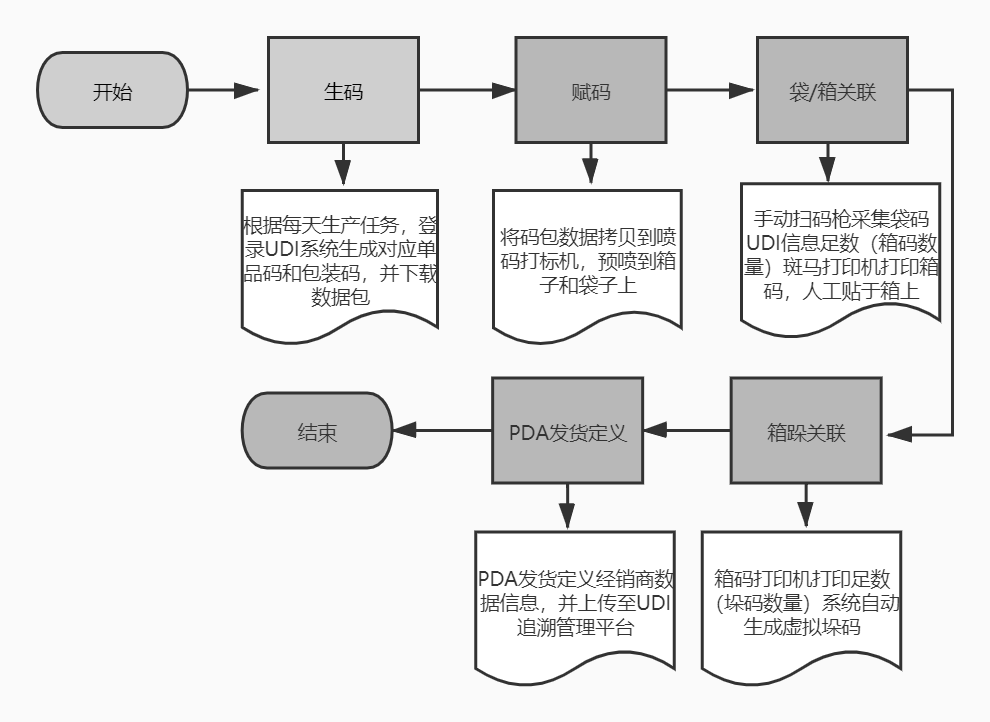 开始
生码
赋码
袋/箱关联
根据每天生产任务，登
录UDI系统生成对应单
品码和包装码，并下载
数据包
将码包数据拷贝到喷
码打标机，预喷到箱
子和袋子上
手动扫码枪采集袋码
UDI信息足数（箱码数
量）斑马打印机打印箱
码，人工贴于箱上
箱跺关联
PDA发货定义
结束
箱码打印机打印足数
（垛码数量）系统自动
生成虚拟垛码
PDA发货定义经销商数
据信息，并上传至UDI
追溯管理平台